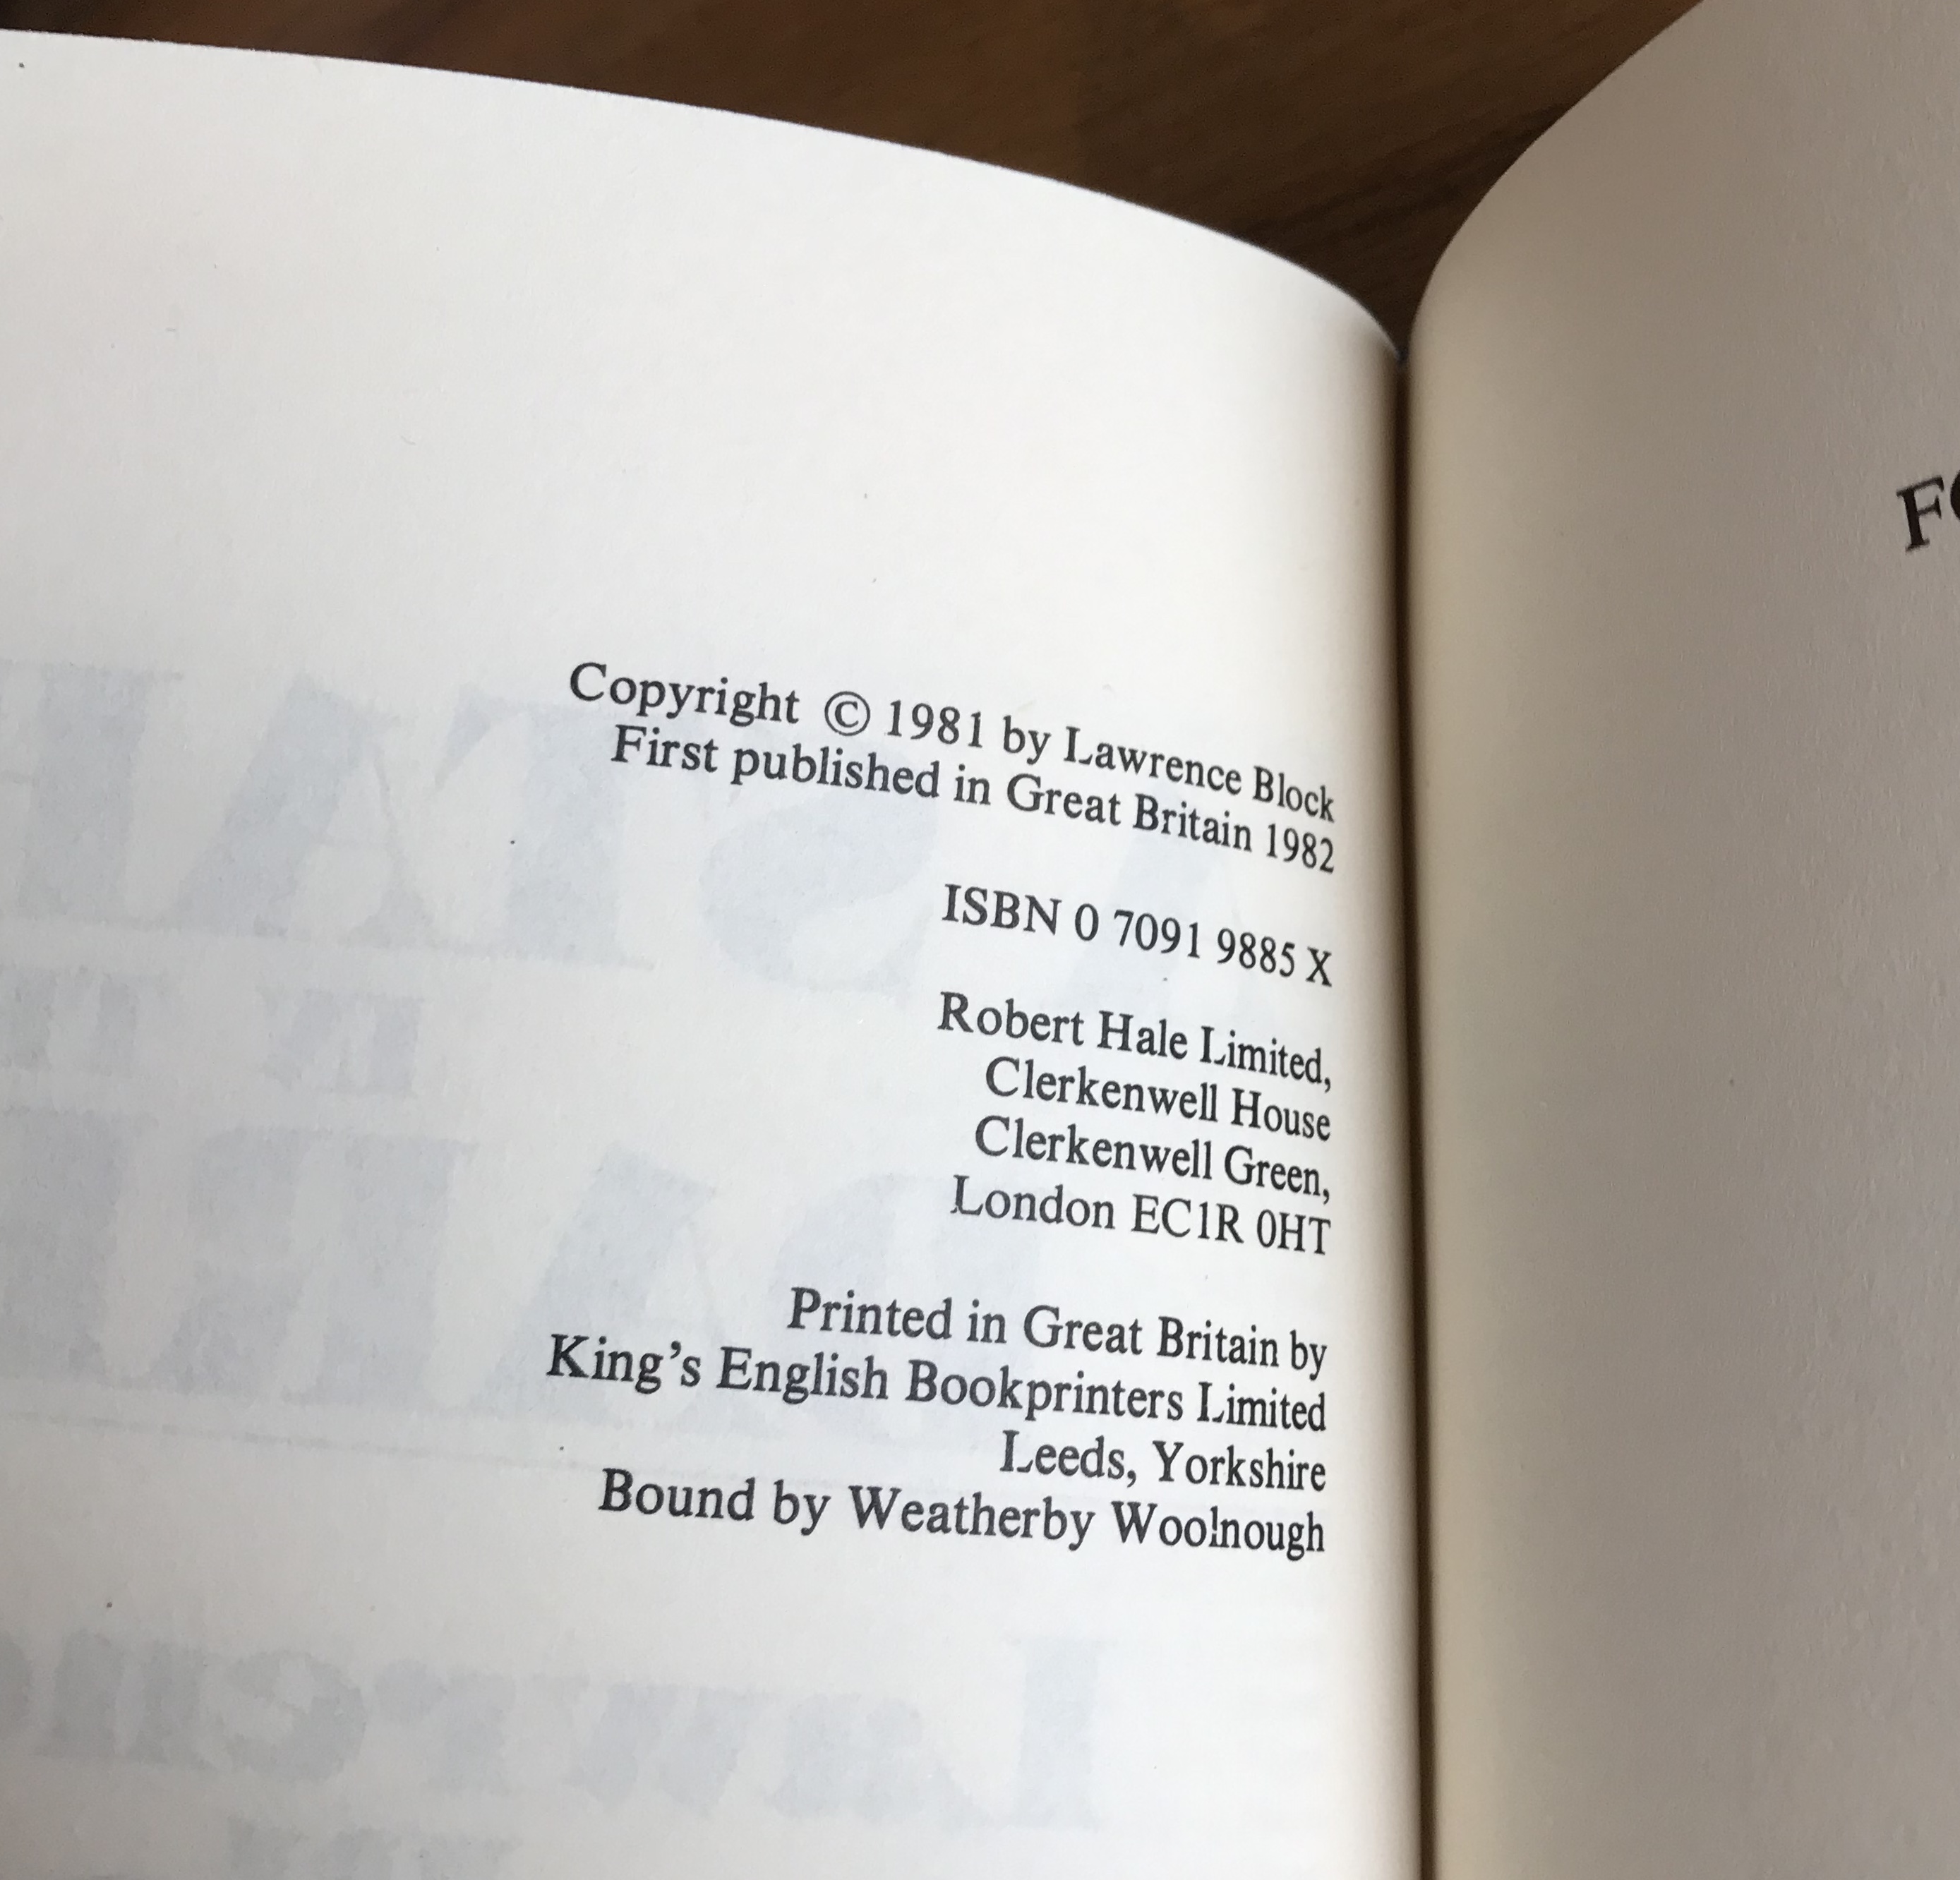 Copyright © 1981 by Lawrence Block
First published in Great Britain 1982
ISBN 0 7091 9885 X
Robert Hale Limited,
Clerkenwell House
Clerkenwell Green,
London EC1R 0HT
Printed in Great Britain by
King's English Bookprinters Limited
Leeds, Yorkshire
Bound by Weatherby Woolnough